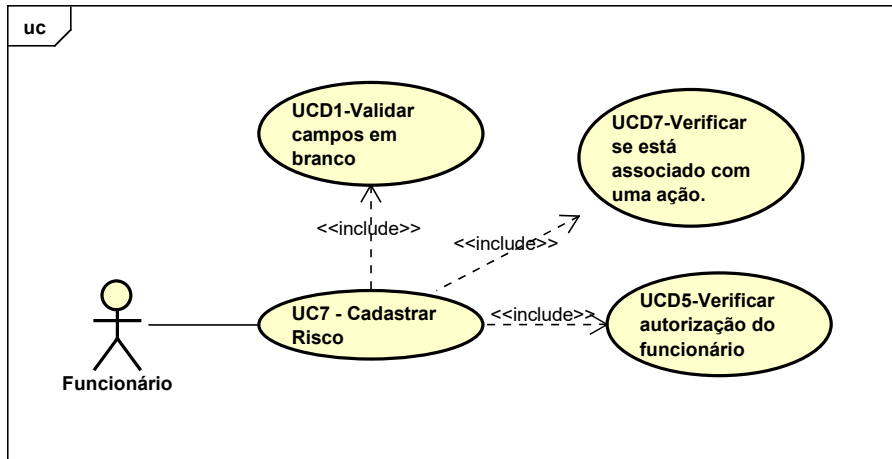 uc
UCD1-Validar
campos em
branco
UCD7-Verificar
se está
associado com
uma ação.
<<include>>
<<include>>
UC7 - Cadastrar
Risco
<<include>>
UCD5-Verificar
autorização do
funcionário
Funcionário